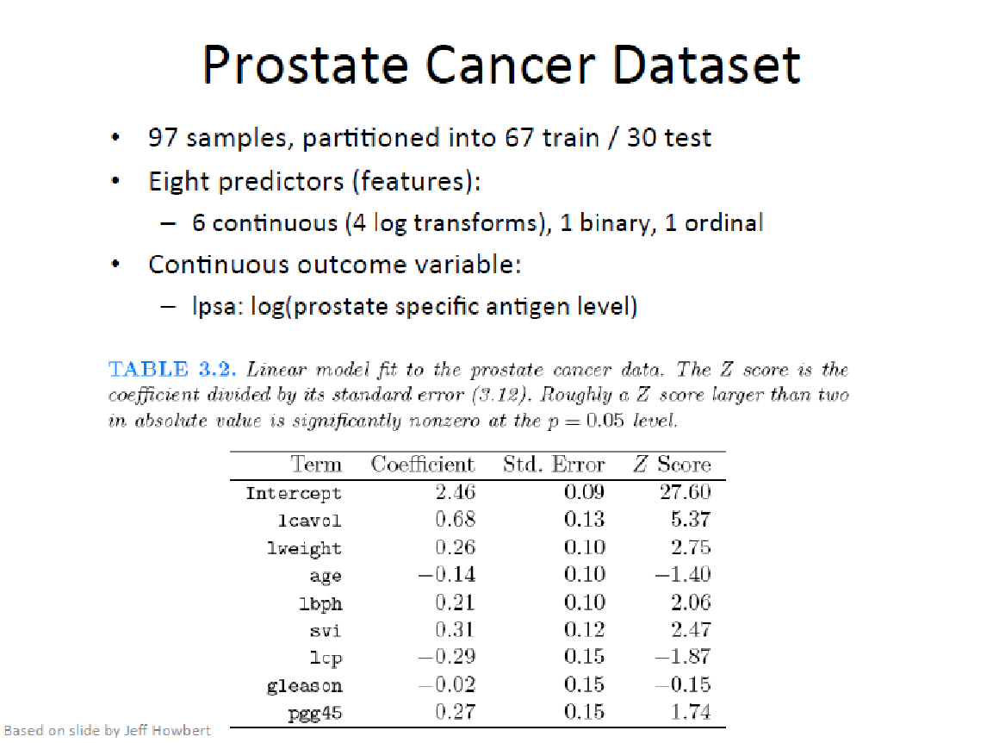 Prostate Cancer Dataset
• 97 samples, partitioned into 67 train / 30 test
• Eight predictors (features):
– 6 continuous (4 log transforms), 1 binary, 1 ordinal
• Continuous outcome variable:
– lpsa: log(prostate specific antigen level)
TABLE 3.2. Linear model fit to the prostate cancer data. The Z score is the
coefficient divided by its standard error (3.12). Roughly a Z score larger than two
in absolute value is significantly nonzero at the p = 0.05 level.
Term Coefficient Std. Error Z Score
Intercept 2.46 0.09 27.60
lcavol 0.68 0.13 5.37
lweight 0.26 0.10 2.75
age −0.14 0.10 −1.40
lbph 0.21 0.10 2.06
svi 0.31 0.12 2.47
lcp −0.29 0.15 −1.87
gleason −0.02 0.15 −0.15
pgg45 0.27 0.15 1.74
Based on slide by Jeff Howbert